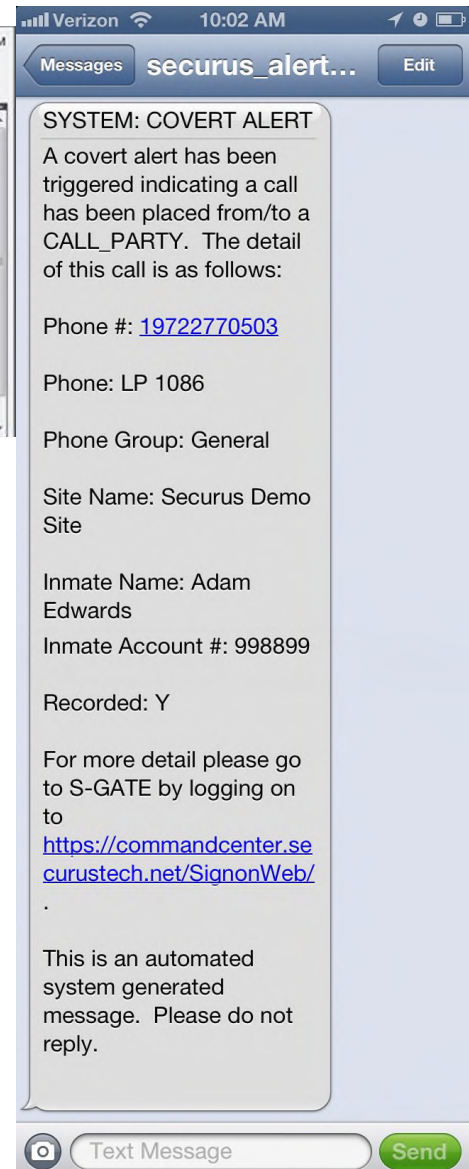 Verizon 10:02 AM
Messages securus_alert... Edit
SYSTEM: COVERT ALERT
A covert alert has been
triggered indicating a call
has been placed from/to a
CALL_PARTY.  The detail
of this call is as follows:
Phone #: 19722770503
Phone: LP 1086
Phone Group: General
Site Name: Securus Demo
Site
Inmate Name: Adam
Edwards
Inmate Account #: 998899
Recorded: Y
For more detail please go
to S-GATE by logging on
to
https://commandcenter.se
curustech.net/SignonWeb/
.
This is an automated
system generated
message.  Please do not
reply.
Text Message Send